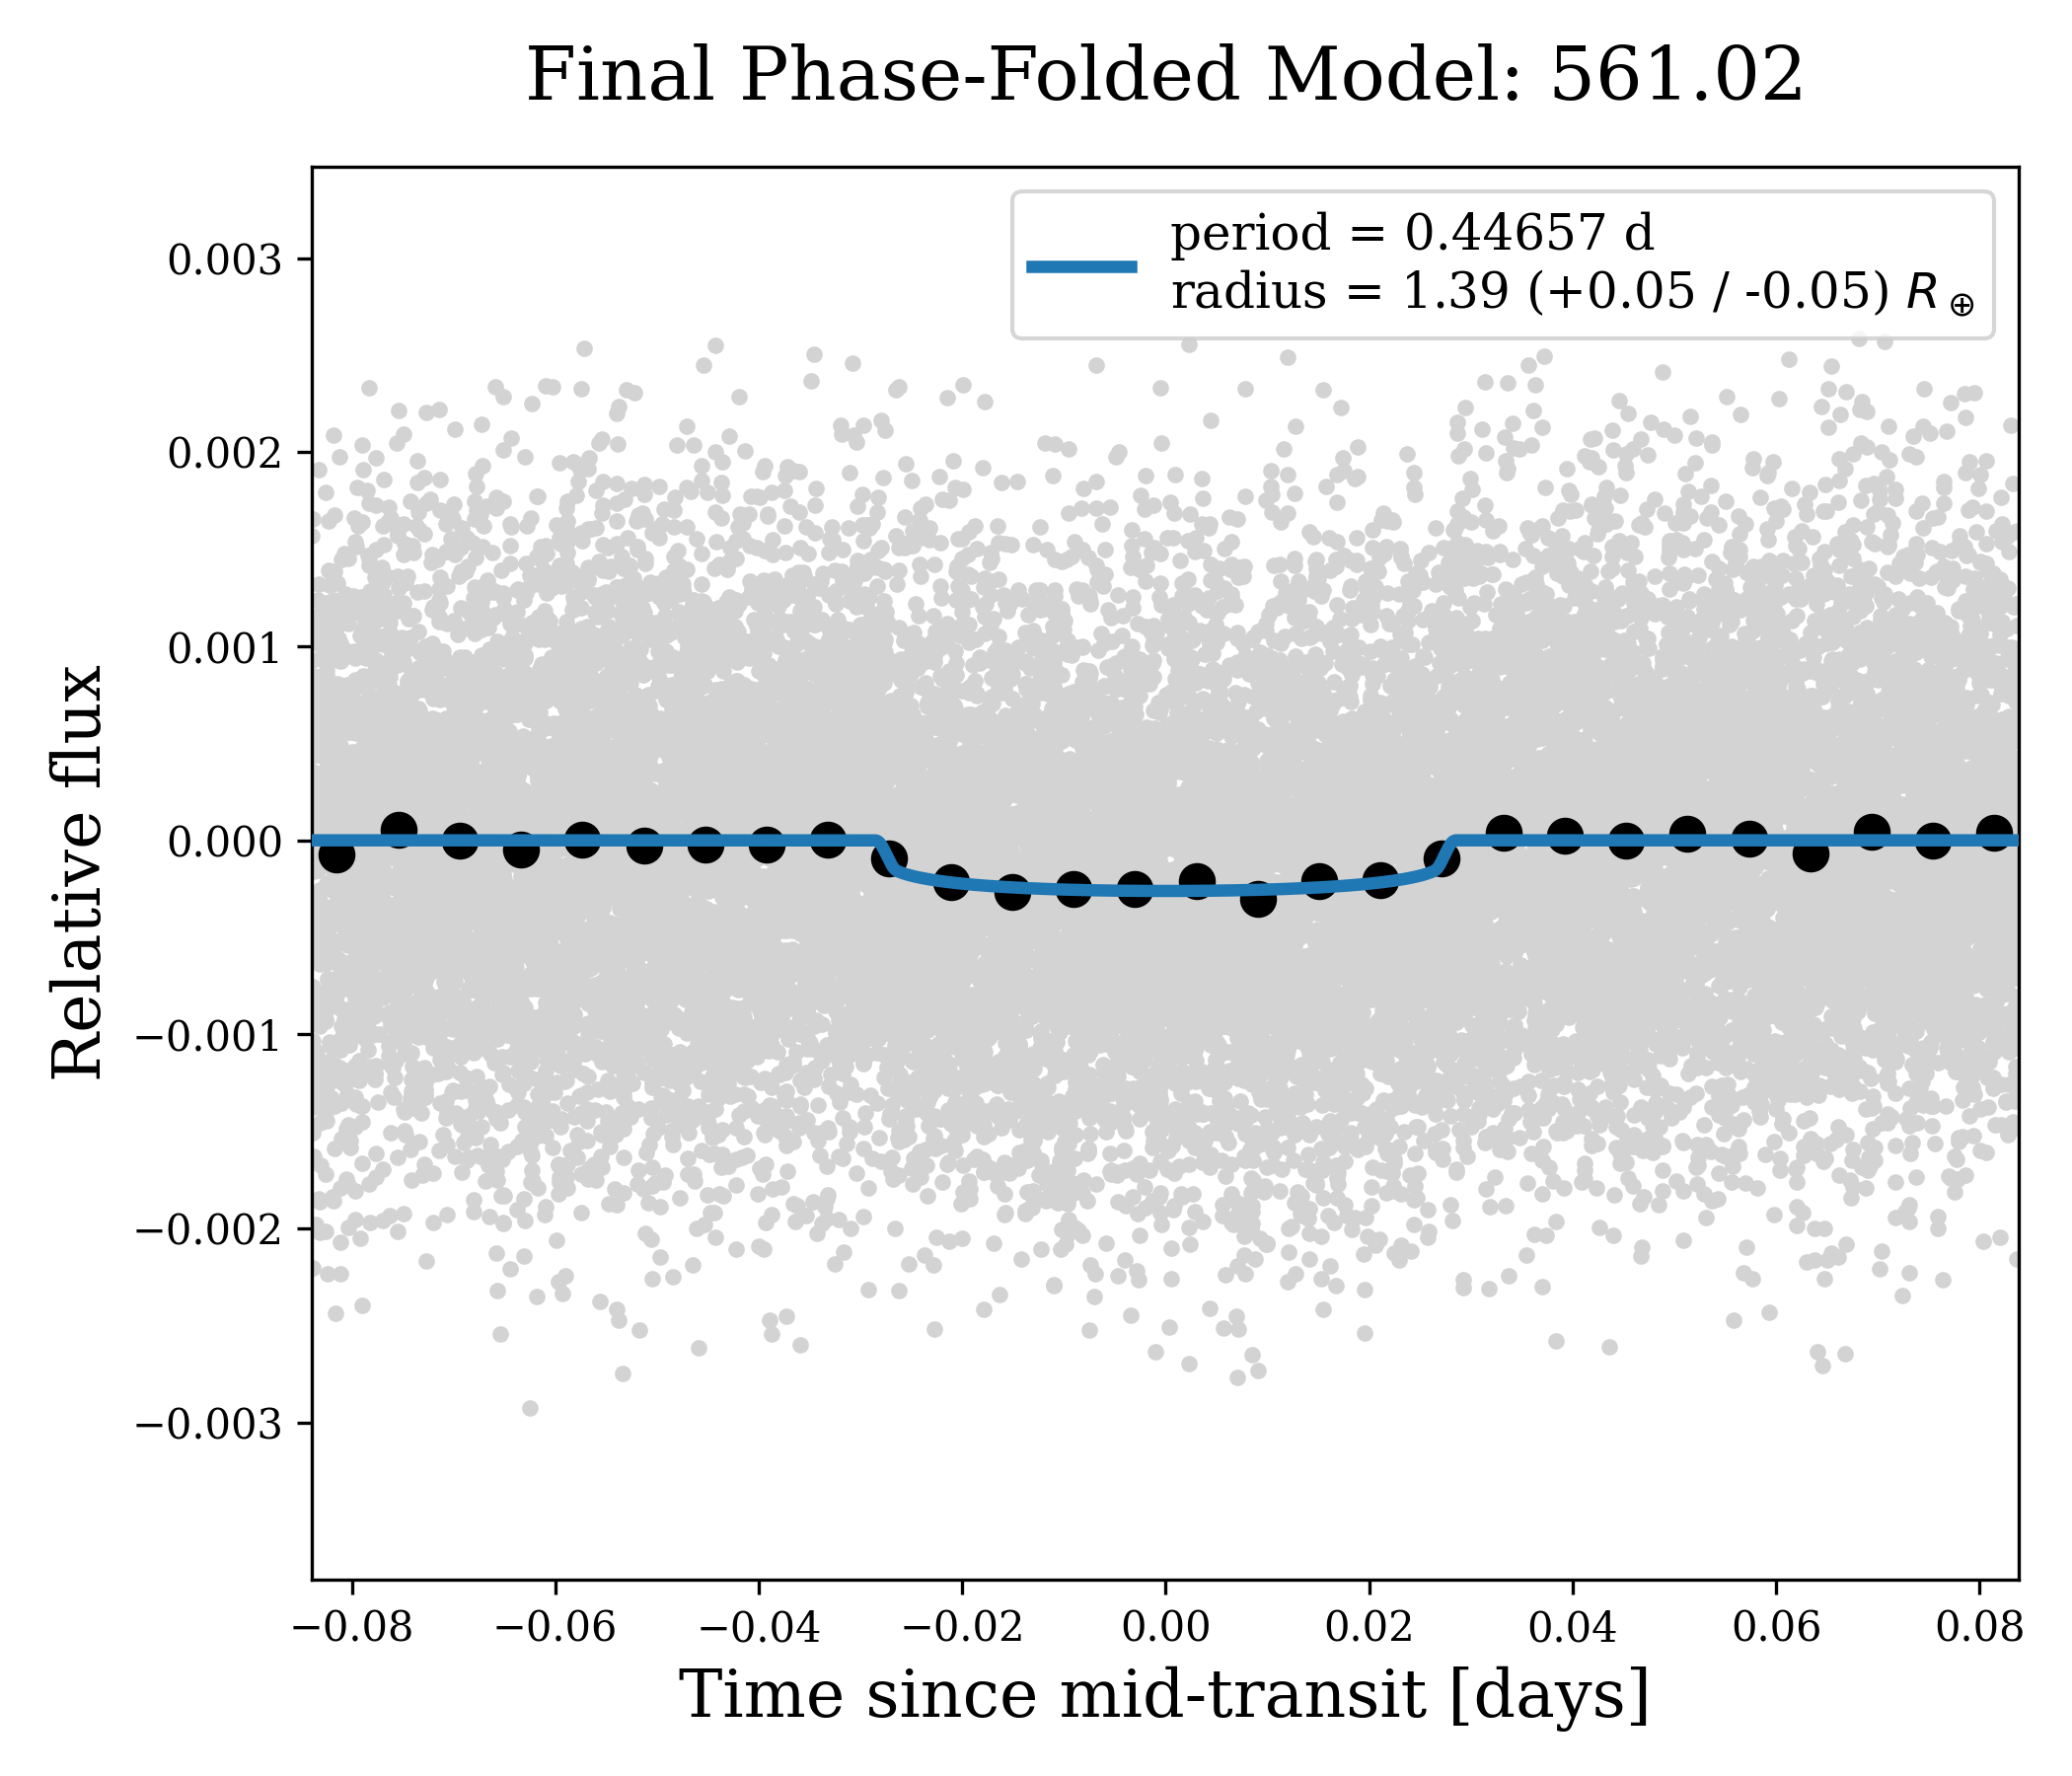 Final Phase-Folded Model: 561.02
period = 0.44657 d
radius = 1.39 (+0.05 / -0.05) R⊕
Relative flux
0.003
0.002
0.001
0.000
−0.001
−0.002
−0.003
−0.08 −0.06 −0.04 −0.02 0.00 0.02 0.04 0.06 0.08
Time since mid-transit [days]